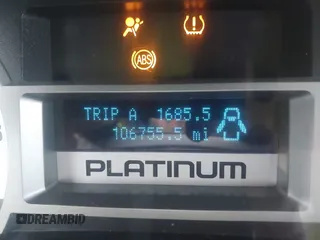 ABS
TRIP A 1685.5
106755.5 mi
PLATINUM
DREAMBID